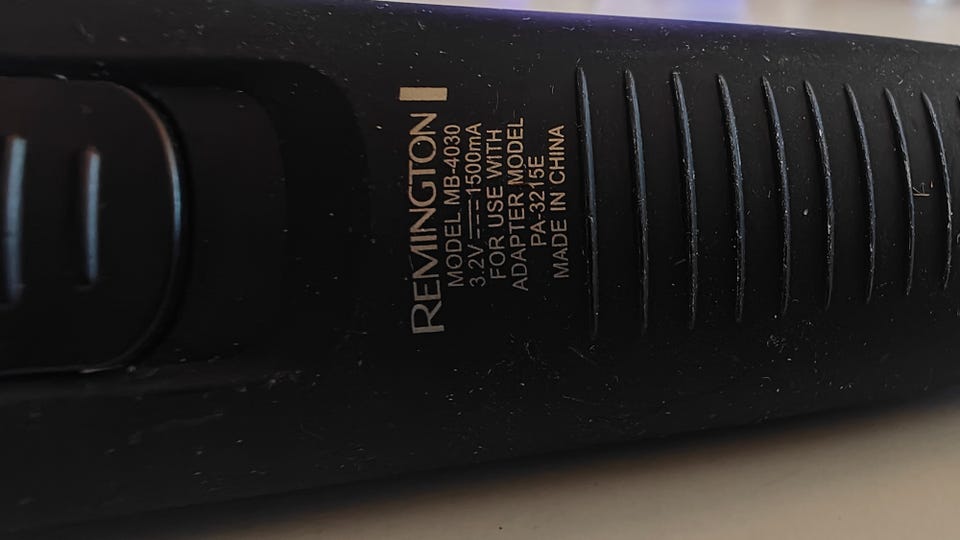 REMINGTON
MODEL MB-4030
3.2V ⎓ 1500mA
FOR USE WITH
ADAPTER MODEL
PA-3215E
MADE IN CHINA